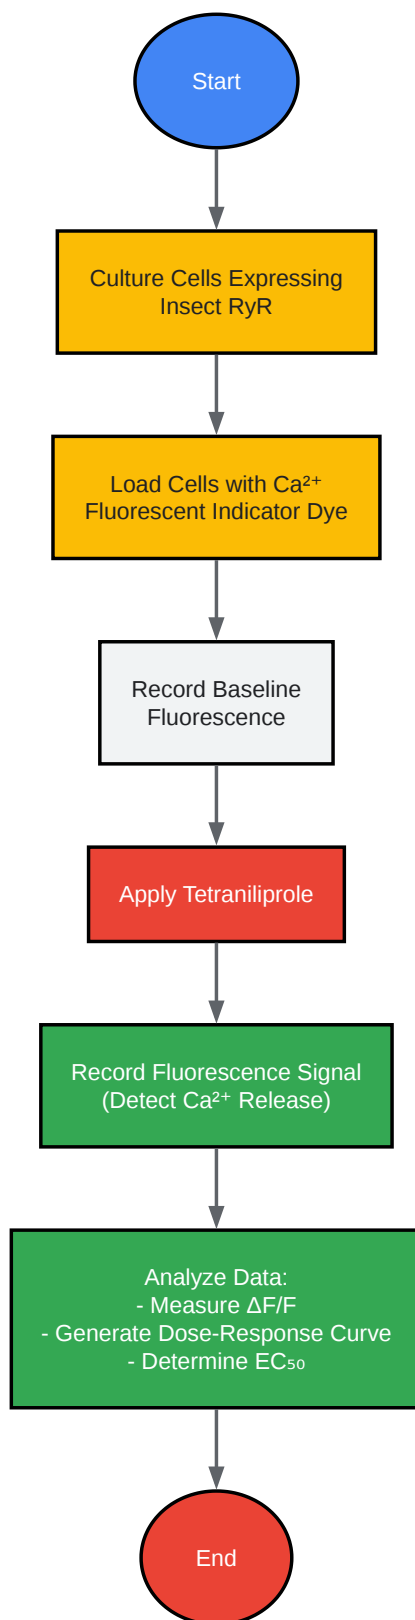 Start
Culture Cells Expressing
Insect RyR
Load Cells with Ca²⁺
Fluorescent Indicator Dye
Record Baseline
Fluorescence
Apply Tetraniliprole
Record Fluorescence Signal
(Detect Ca²⁺ Release)
Analyze Data:
- Measure ΔF/F
- Generate Dose-Response Curve
- Determine EC₅₀
End